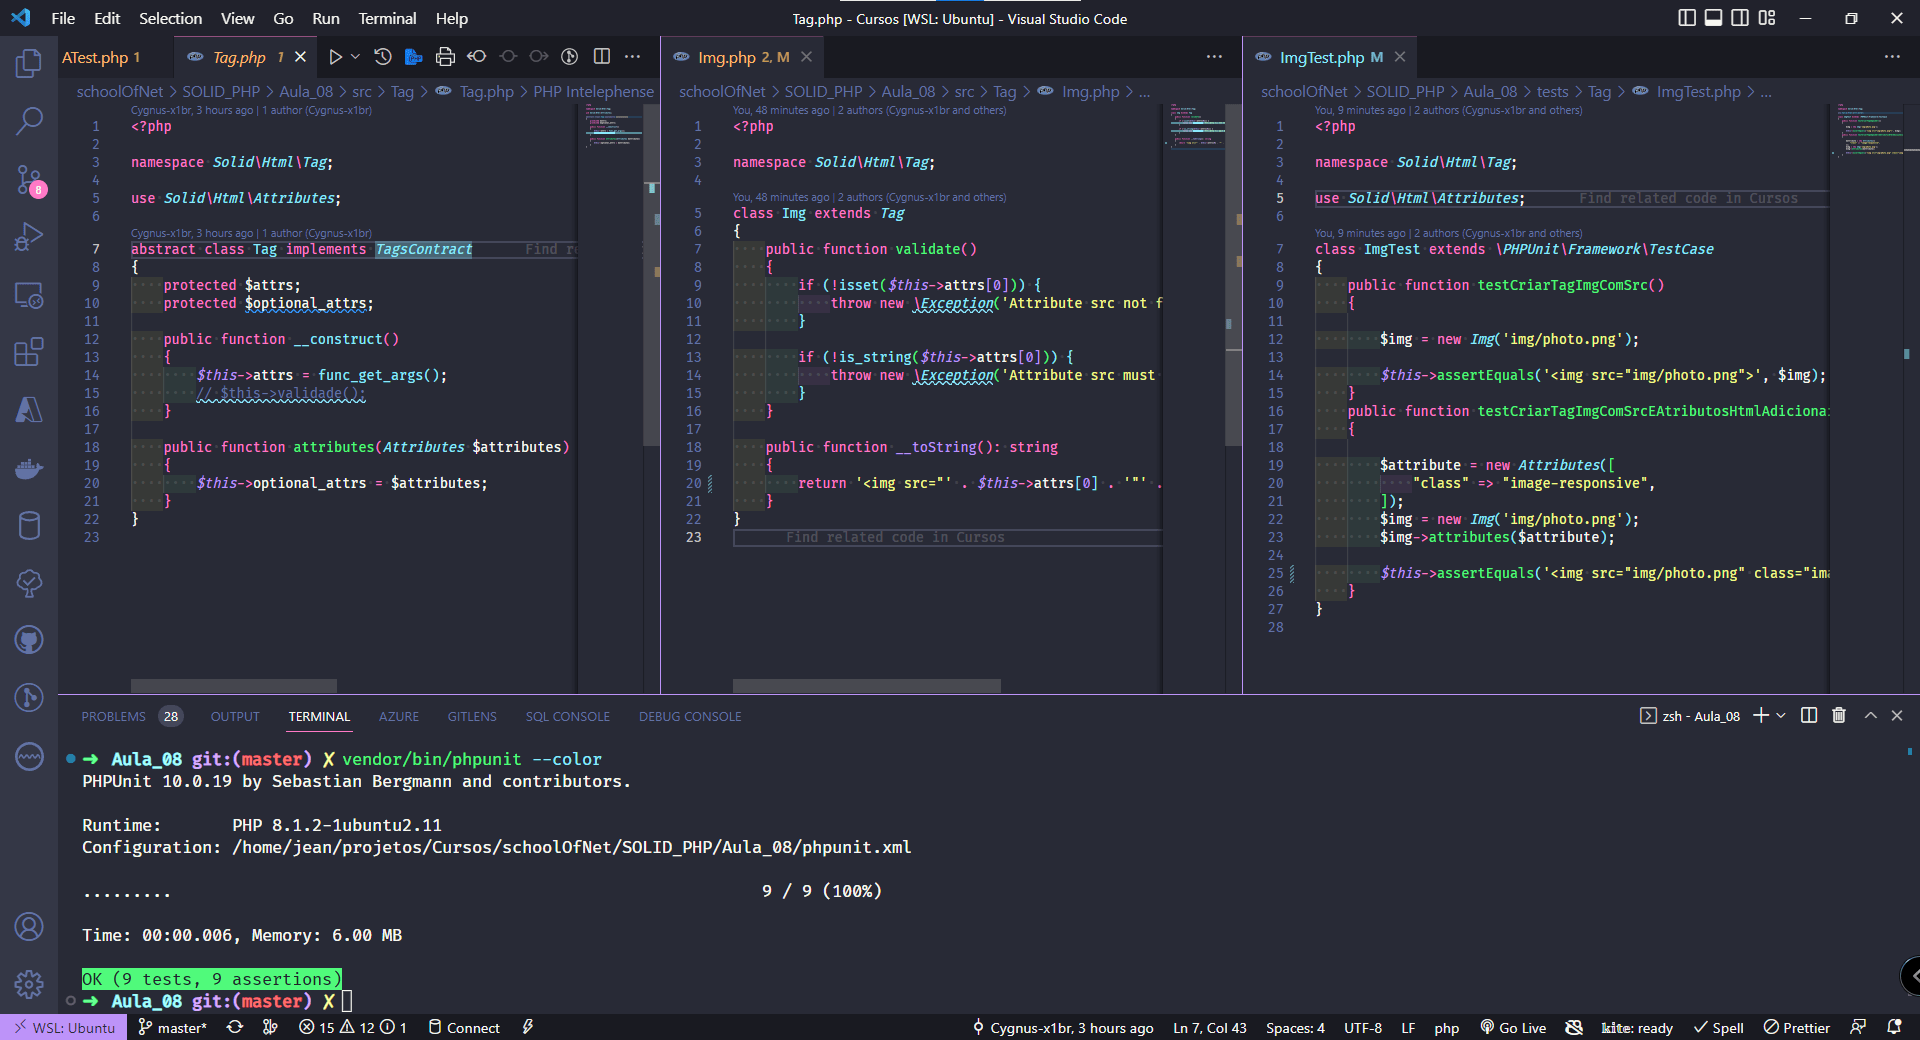 File Edit Selection View Go Run Terminal Help
Tag.php - Cursos [WSL: Ubuntu] - Visual Studio Code
8
ATest.php 1
Tag.php 1
schoolOfNet > SOLID_PHP > Aula_08 > src > Tag > Tag.php > PHP Intelephense
Cygnus-x1br, 3 hours ago | 1 author (Cygnus-x1br)
1 <?php
2
3 namespace Solid\Html\Tag;
4
5 use Solid\Html\Attributes;
6
Cygnus-x1br, 3 hours ago | 1 author (Cygnus-x1br)
7 abstract class Tag implements TagsContract Find re
8 {
9 protected $attrs;
10 protected $optional_attrs;
11
12 public function __construct()
13 {
14 $this->attrs = func_get_args();
15 // $this->validade();
16 }
17
18 public function attributes(Attributes $attributes)
19 {
20 $this->optional_attrs = $attributes;
21 }
22 }
23
Img.php 2, M
schoolOfNet > SOLID_PHP > Aula_08 > src > Tag > Img.php > ...
You, 48 minutes ago | 2 authors (Cygnus-x1br and others)
1 <?php
2
3 namespace Solid\Html\Tag;
4
You, 48 minutes ago | 2 authors (Cygnus-x1br and others)
5 class Img extends Tag
6 {
7 public function validate()
8 {
9 if (!isset($this->attrs[0])) {
10 throw new \Exception('Attribute src not f
11 }
12
13 if (!is_string($this->attrs[0])) {
14 throw new \Exception('Attribute src must
15 }
16 }
17
18 public function __toString(): string
19 {
20 return '<img src="' . $this->attrs[0] . '"' .
21 }
22 }
23 Find related code in Cursos
ImgTest.php M
schoolOfNet > SOLID_PHP > Aula_08 > tests > Tag > ImgTest.php > ...
You, 9 minutes ago | 2 authors (Cygnus-x1br and others)
1 <?php
2
3 namespace Solid\Html\Tag;
4
5 use Solid\Html\Attributes; Find related code in Cursos
6
You, 9 minutes ago | 2 authors (Cygnus-x1br and others)
7 class ImgTest extends \PHPUnit\Framework\TestCase
8 {
9 public function testCriarTagImgComSrc()
10 {
11
12 $img = new Img('img/photo.png');
13
14 $this->assertEquals('<img src="img/photo.png">', $img);
15 }
16 public function testCriarTagImgComSrcEAtributosHtmlAdiciona
17 {
18
19 $attribute = new Attributes([
20 "class" => "image-responsive",
21 ]);
22 $img = new Img('img/photo.png');
23 $img->attributes($attribute);
24
25 $this->assertEquals('<img src="img/photo.png" class="ima
26 }
27 }
28
PROBLEMS 28 OUTPUT TERMINAL AZURE GITLENS SQL CONSOLE DEBUG CONSOLE
zsh - Aula_08
➜ Aula_08 git:(master) ✗ vendor/bin/phpunit --color
PHPUnit 10.0.19 by Sebastian Bergmann and contributors.
Runtime: PHP 8.1.2-1ubuntu2.11
Configuration: /home/jean/projetos/Cursos/schoolOfNet/SOLID_PHP/Aula_08/phpunit.xml
......... 9 / 9 (100%)
Time: 00:00.006, Memory: 6.00 MB
OK (9 tests, 9 assertions)
➜ Aula_08 git:(master) ✗
WSL: Ubuntu master* 15 12 1 Connect Cygnus-x1br, 3 hours ago Ln 7, Col 43 Spaces: 4 UTF-8 LF php Go Live kite: ready Spell Prettier